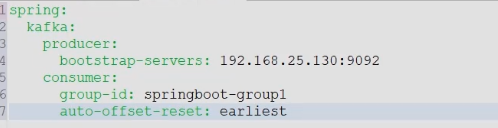 1 spring:
2   kafka:
3     producer:
4       bootstrap-servers: 192.168.25.130:9092
5     consumer:
6       group-id: springboot-group1
7       auto-offset-reset: earliest